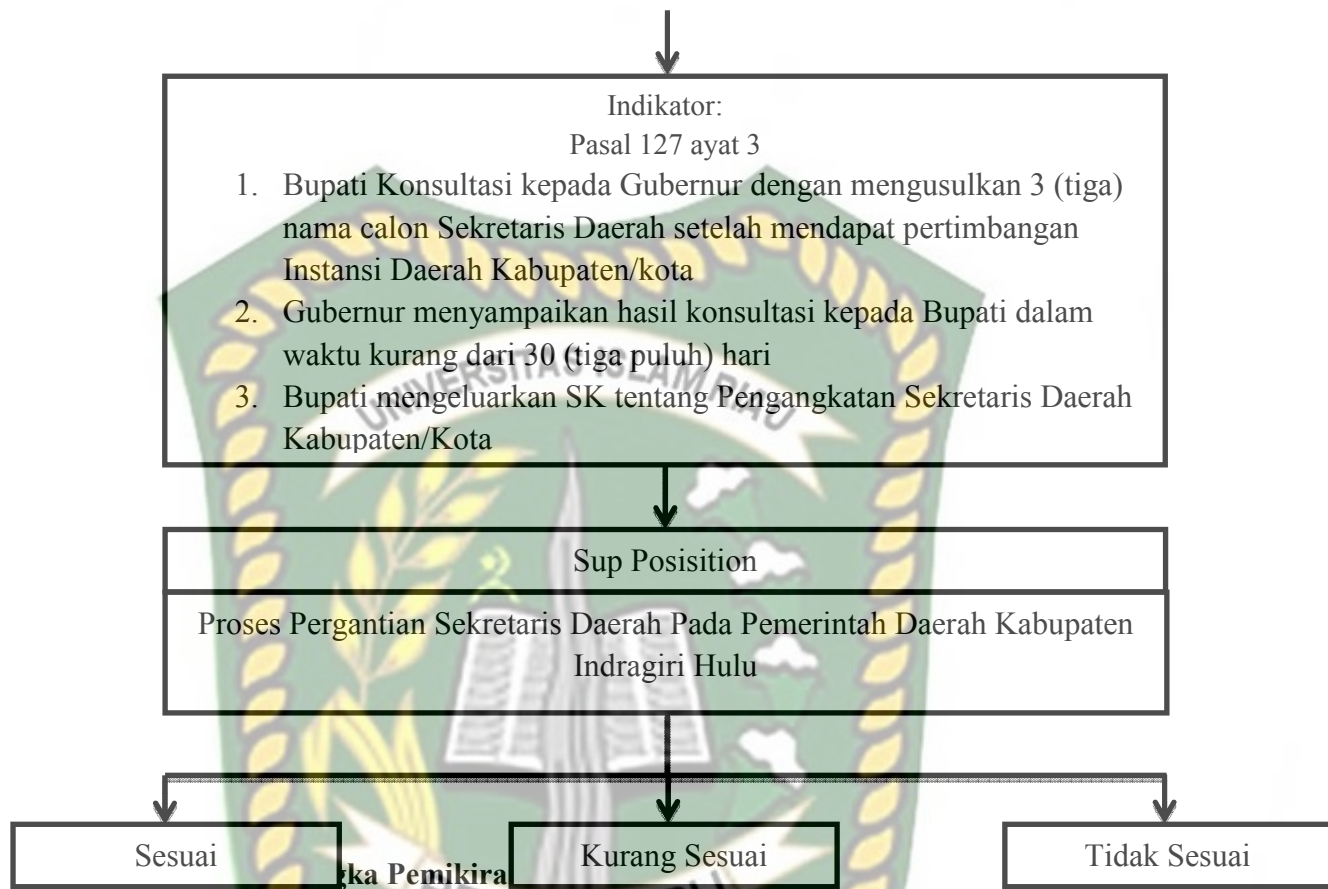 Indikator:
Pasal 127 ayat 3
1. Bupati Konsultasi kepada Gubernur dengan mengusulkan 3 (tiga)
nama calon Sekretaris Daerah setelah mendapat pertimbangan
Instansi Daerah Kabupaten/kota
2. Gubernur menyampaikan hasil konsultasi kepada Bupati dalam
waktu kurang dari 30 (tiga puluh) hari
3. Bupati mengeluarkan SK tentang Pengangkatan Sekretaris Daerah
Kabupaten/Kota
UNIVERSITAS ISLAM RIAU
Sup Posisition
Proses Pergantian Sekretaris Daerah Pada Pemerintah Daerah Kabupaten
Indragiri Hulu
Sesuai
Kurang Sesuai
Tidak Sesuai